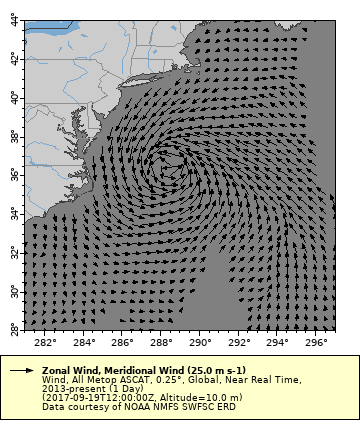 44°
42°
40°
38°
36°
34°
32°
30°
28°
282° 284° 286° 288° 290° 292° 294° 296°
Zonal Wind, Meridional Wind (25.0 m s-1)
Wind, All Metop ASCAT, 0.25°, Global, Near Real Time,
2013-present (1 Day)
(2017-09-19T12:00:00Z, Altitude=10.0 m)
Data courtesy of NOAA NMFS SWFSC ERD